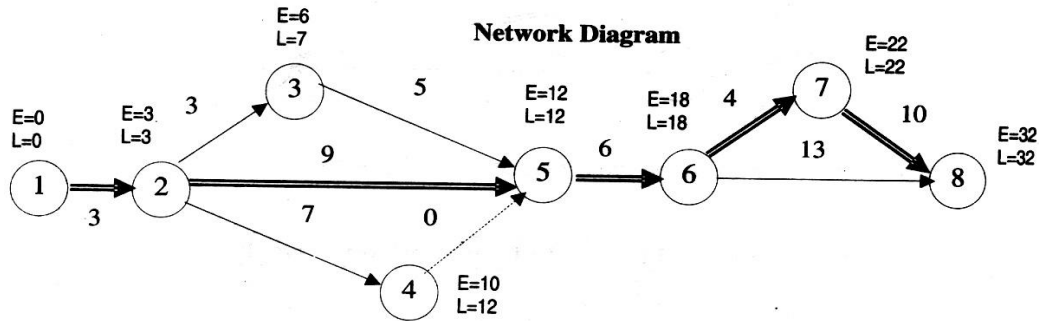 Network Diagram
E=6
L=7
3
3
5
E=0
L=0
1
3
E=3
L=3
2
9
7
0
4
E=10
L=12
E=12
L=12
5
6
E=18
L=18
6
4
13
E=22
L=22
7
10
E=32
L=32
8